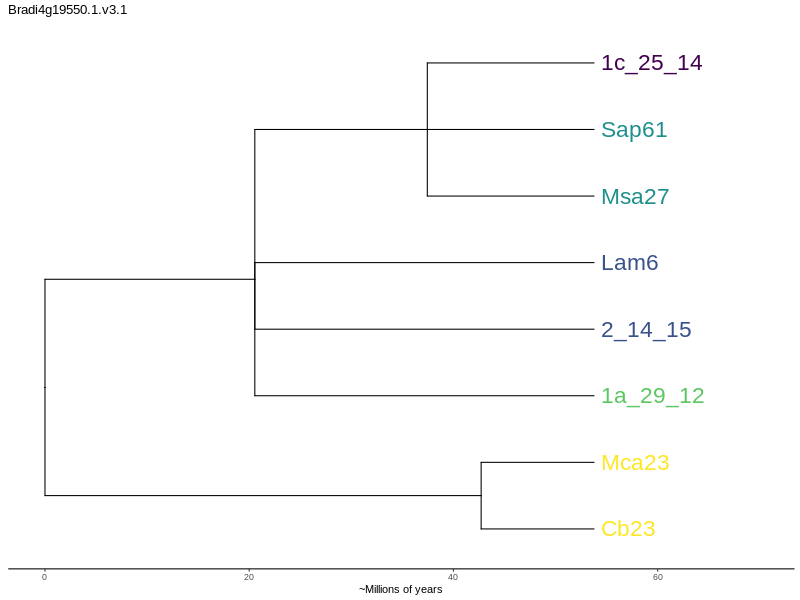 Bradi4g19550.1.v3.1
1c_25_14
Sap61
Msa27
Lam6
2_14_15
1a_29_12
Mca23
Cb23
0 20 40 60
~Millions of years